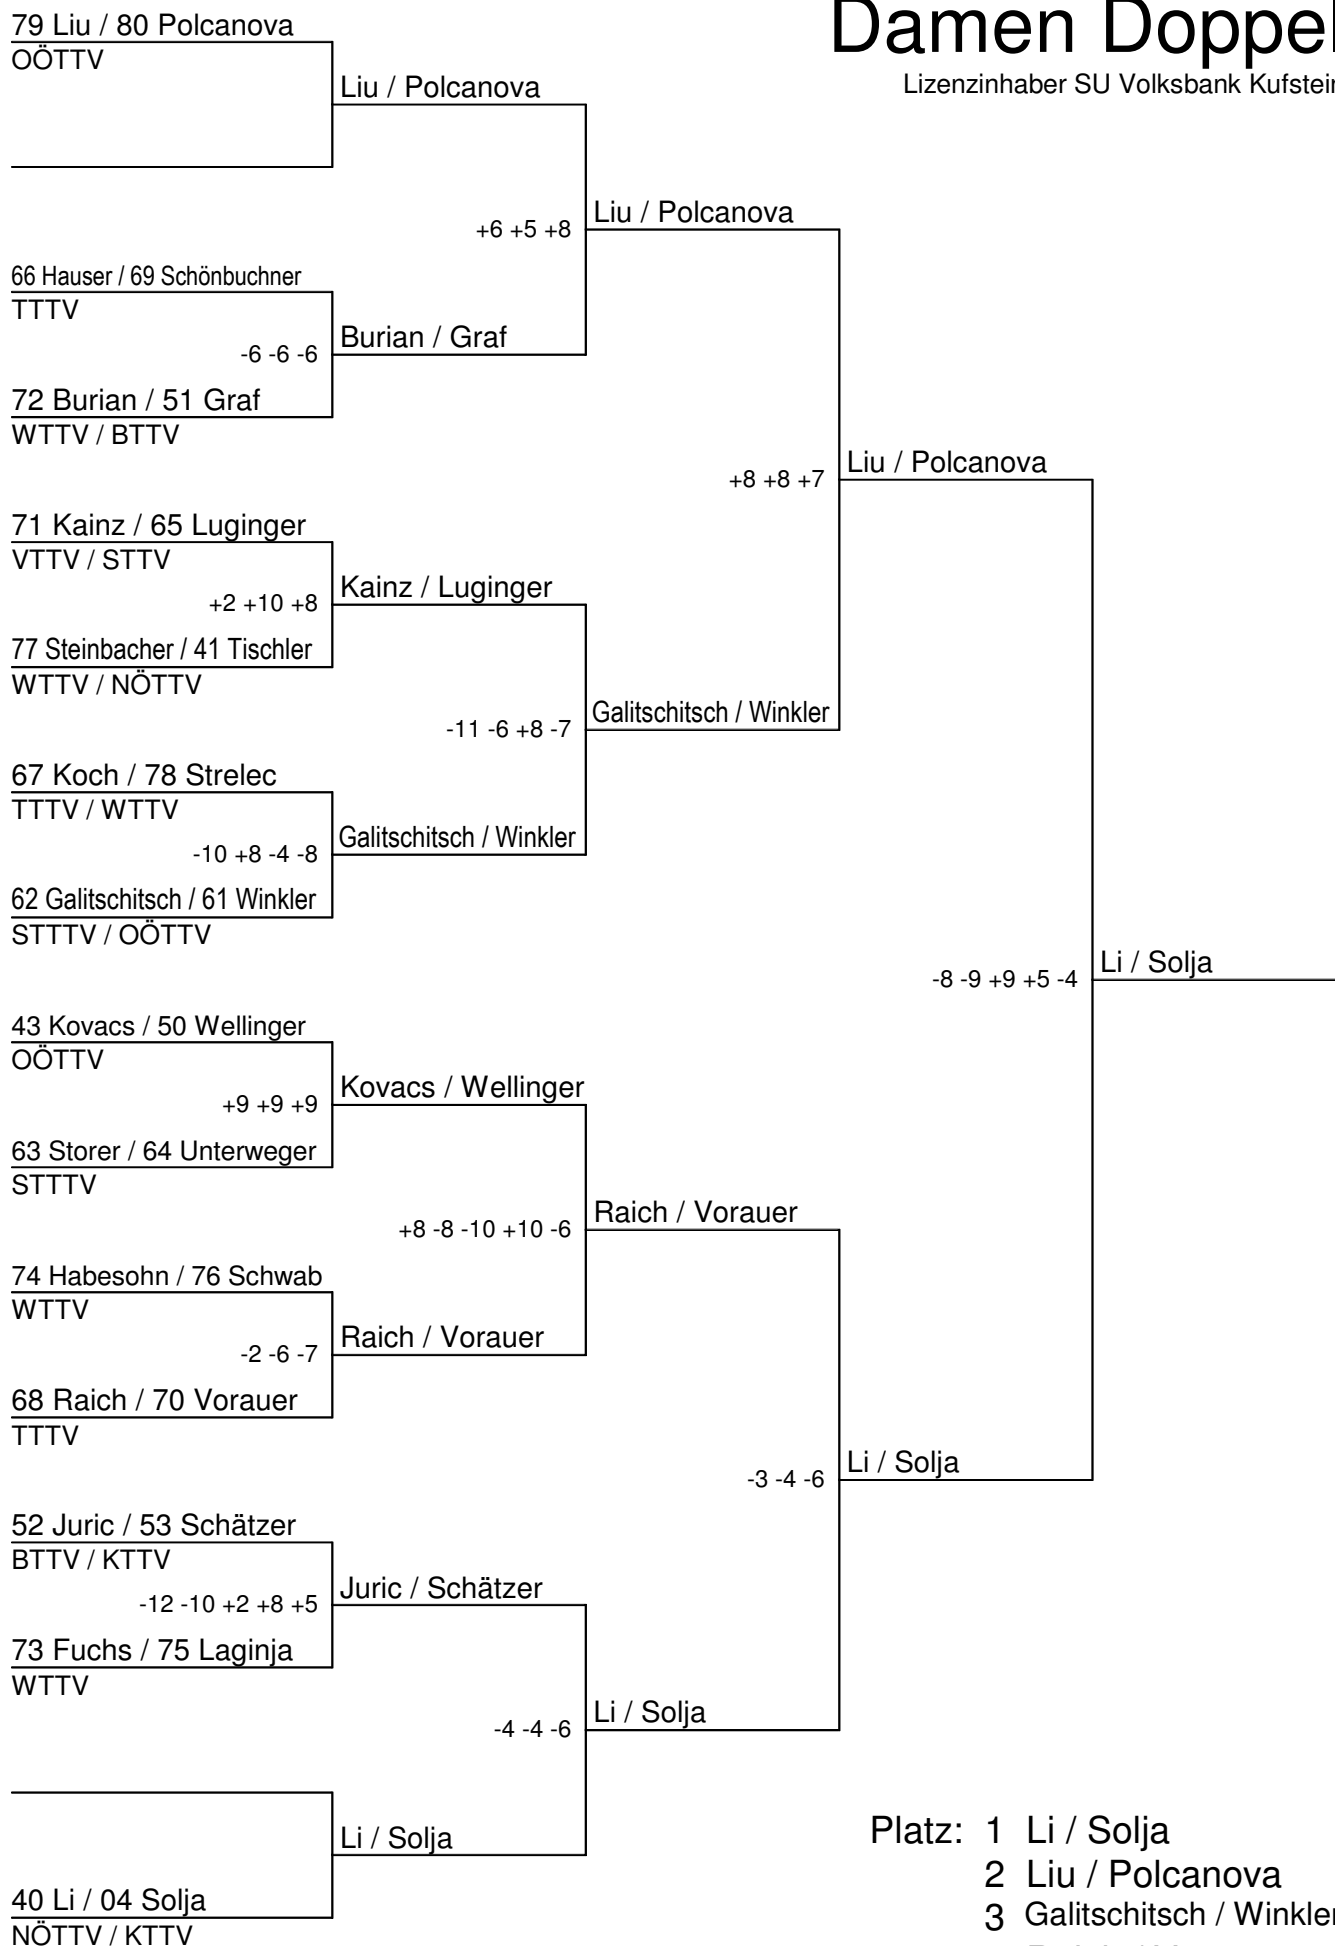 79 Liu / 80 Polcanova
OÖTTV
Damen Doppel
Lizenzinhaber SU Volksbank Kufstein
Liu / Polcanova
+6 +5 +8
Liu / Polcanova
66 Hauser / 69 Schönbuchner
TTTV
-6 -6 -6
Burian / Graf
72 Burian / 51 Graf
WTTV / BTTV
+8 +8 +7
Liu / Polcanova
71 Kainz / 65 Luginger
VTTV / STTV
+2 +10 +8
Kainz / Luginger
77 Steinbacher / 41 Tischler
WTTV / NÖTTV
-11 -6 +8 -7
Galitschitsch / Winkler
67 Koch / 78 Strelec
TTTV / WTTV
-10 +8 -4 -8
Galitschitsch / Winkler
62 Galitschitsch / 61 Winkler
STTTV / OÖTTV
-8 -9 +9 +5 -4
Li / Solja
43 Kovacs / 50 Wellinger
OÖTTV
+9 +9 +9
Kovacs / Wellinger
63 Storer / 64 Unterweger
STTTV
+8 -8 -10 +10 -6
Raich / Vorauer
74 Habesohn / 76 Schwab
WTTV
-2 -6 -7
Raich / Vorauer
68 Raich / 70 Vorauer
TTTV
-3 -4 -6
Li / Solja
52 Juric / 53 Schätzer
BTTV / KTTV
-12 -10 +2 +8 +5
Juric / Schätzer
73 Fuchs / 75 Laginja
WTTV
-4 -4 -6
Li / Solja
Li / Solja
40 Li / 04 Solja
NÖTTV / KTTV
Platz: 1 Li / Solja
2 Liu / Polcanova
3 Galitschitsch / Winkler